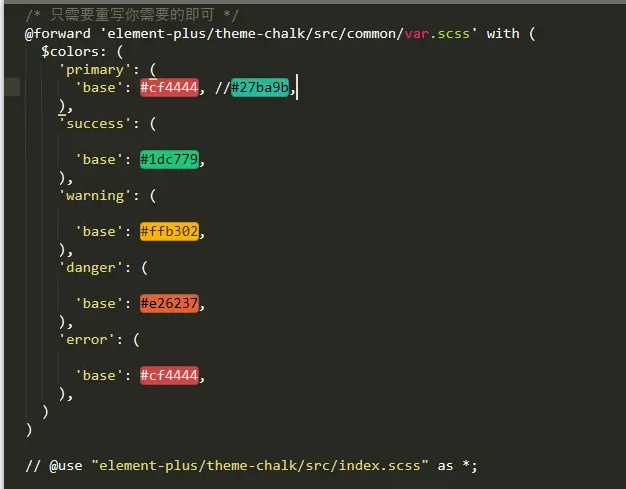 /* 只需要重写你需要的即可 */
@forward 'element-plus/theme-chalk/src/common/var.scss' with (
  $colors: (
    'primary': (
      'base': #cf4444, //#27ba9b,
    ),
    'success': (
      'base': #1dc779,
    ),
    'warning': (
      'base': #ffb302,
    ),
    'danger': (
      'base': #e26237,
    ),
    'error': (
      'base': #cf4444,
    ),
  )
)
// @use "element-plus/theme-chalk/src/index.scss" as *;